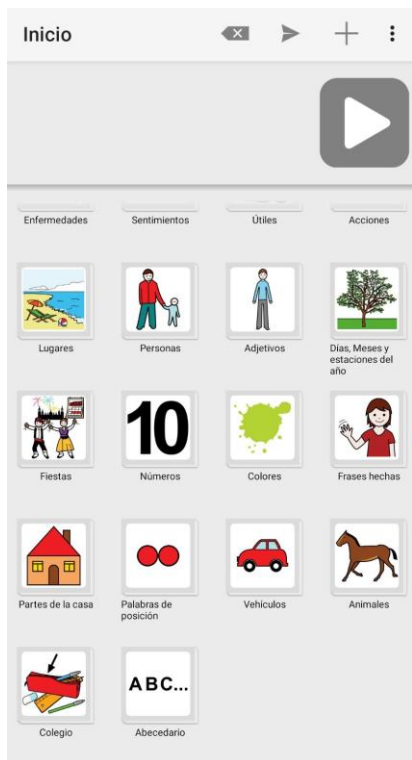 Inicio
Enfermedades Sentimientos Útiles Acciones
Lugares Personas Adjetivos Días, Meses y
estaciones del
año
Fiestas
10
Números Colores Frases hechas
Partes de la casa Palabras de
posición
Vehículos Animales
Colegio
ABC...
Abecedario